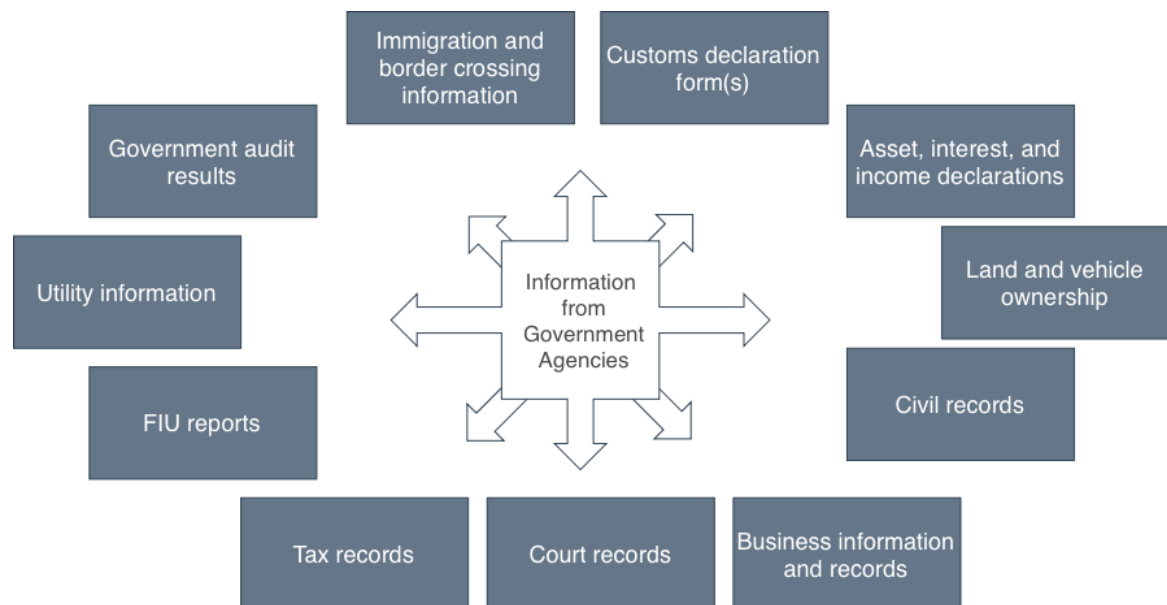 Immigration and
border crossing
information
Customs declaration
form(s)
Government audit
results
Asset, interest, and
income declarations
Utility information
Information
from
Government
Agencies
Land and vehicle
ownership
FIU reports
Civil records
Tax records
Court records
Business information
and records